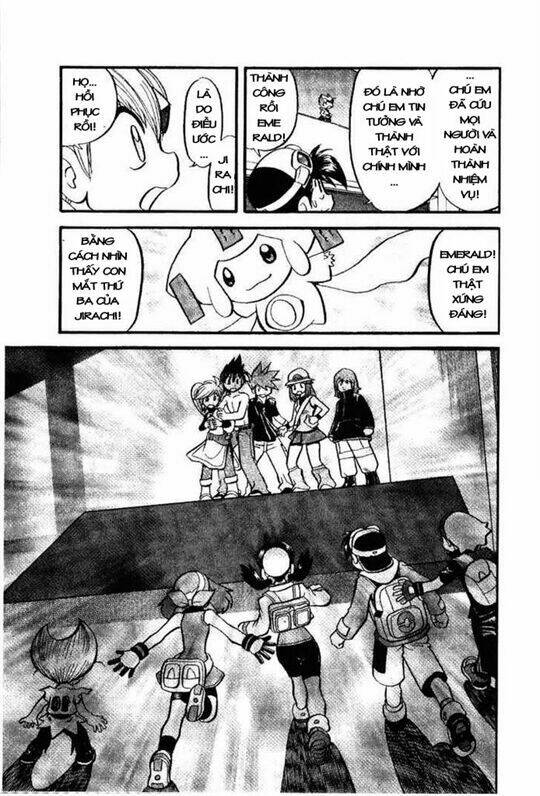 ...
CHÚ EM
ĐÃ CỨU
MỌI
NGƯỜI VÀ
HOÀN
THÀNH
NHIỆM
VỤ!
ĐÓ LÀ NHỜ
CHÚ EM TIN
TƯỞNG VÀ
THÀNH
THẬT VỚI
CHÍNH MÌNH
...
THÀNH
CÔNG
RỒI
EME
RALD!
LÀ
DO ĐIỀU
ƯỚC
...
JI
RA
CHI!
HỌ...
HỒI
PHỤC
RỒI!
EMERALD!
CHÚ EM
THẬT
XỨNG
ĐÁNG!
BẰNG
CÁCH NHÌN
THẤY CON
MẮT THỨ
BA CỦA
JIRACHI!